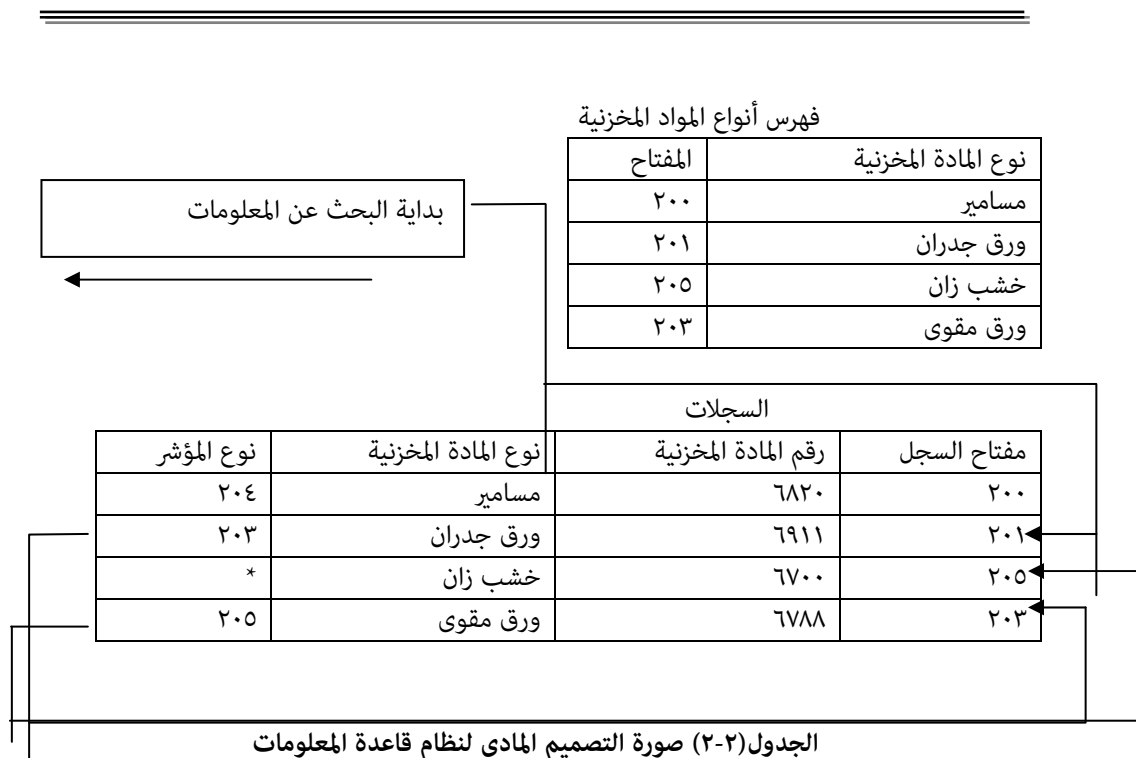 فهرس أنواع المواد المخزنية
نوع المادة المخزنية المفتاح
مسامير ٢٠٠
ورق جدران ٢٠١
خشب زان ٢٠٥
ورق مقوى ٢٠٣
بداية البحث عن المعلومات
السجلات
مفتاح السجل رقم المادة المخزنية نوع المادة المخزنية نوع المؤشر
٢٠٠ ٦٨٢٠ مسامير ٢٠٤
٢٠١ ٦٩١١ ورق جدران ٢٠٣
٢٠٥ ٦٧٠٠ خشب زان *
٢٠٣ ٦٧٨٨ ورق مقوى ٢٠٥
الجدول(٢-٢) صورة التصميم المادي لنظام قاعدة المعلومات